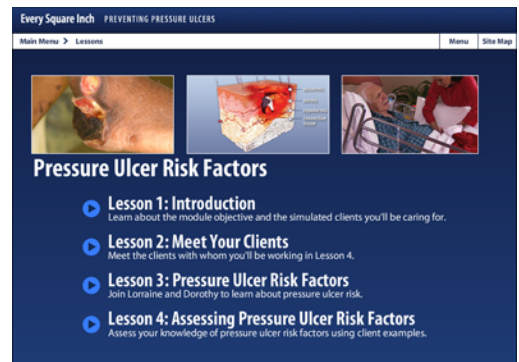 Every Square Inch PREVENTING PRESSURE ULCERS
Main Menu > Lessons Menu Site Map
Pressure Ulcer Risk Factors
Lesson 1: Introduction
Learn about the module objective and the simulated clients you'll be caring for.
Lesson 2: Meet Your Clients
Meet the clients with whom you'll be working in Lesson 4.
Lesson 3: Pressure Ulcer Risk Factors
Join Lorraine and Dorothy to learn about pressure ulcer risk.
Lesson 4: Assessing Pressure Ulcer Risk Factors
Assess your knowledge of pressure ulcer risk factors using client examples.